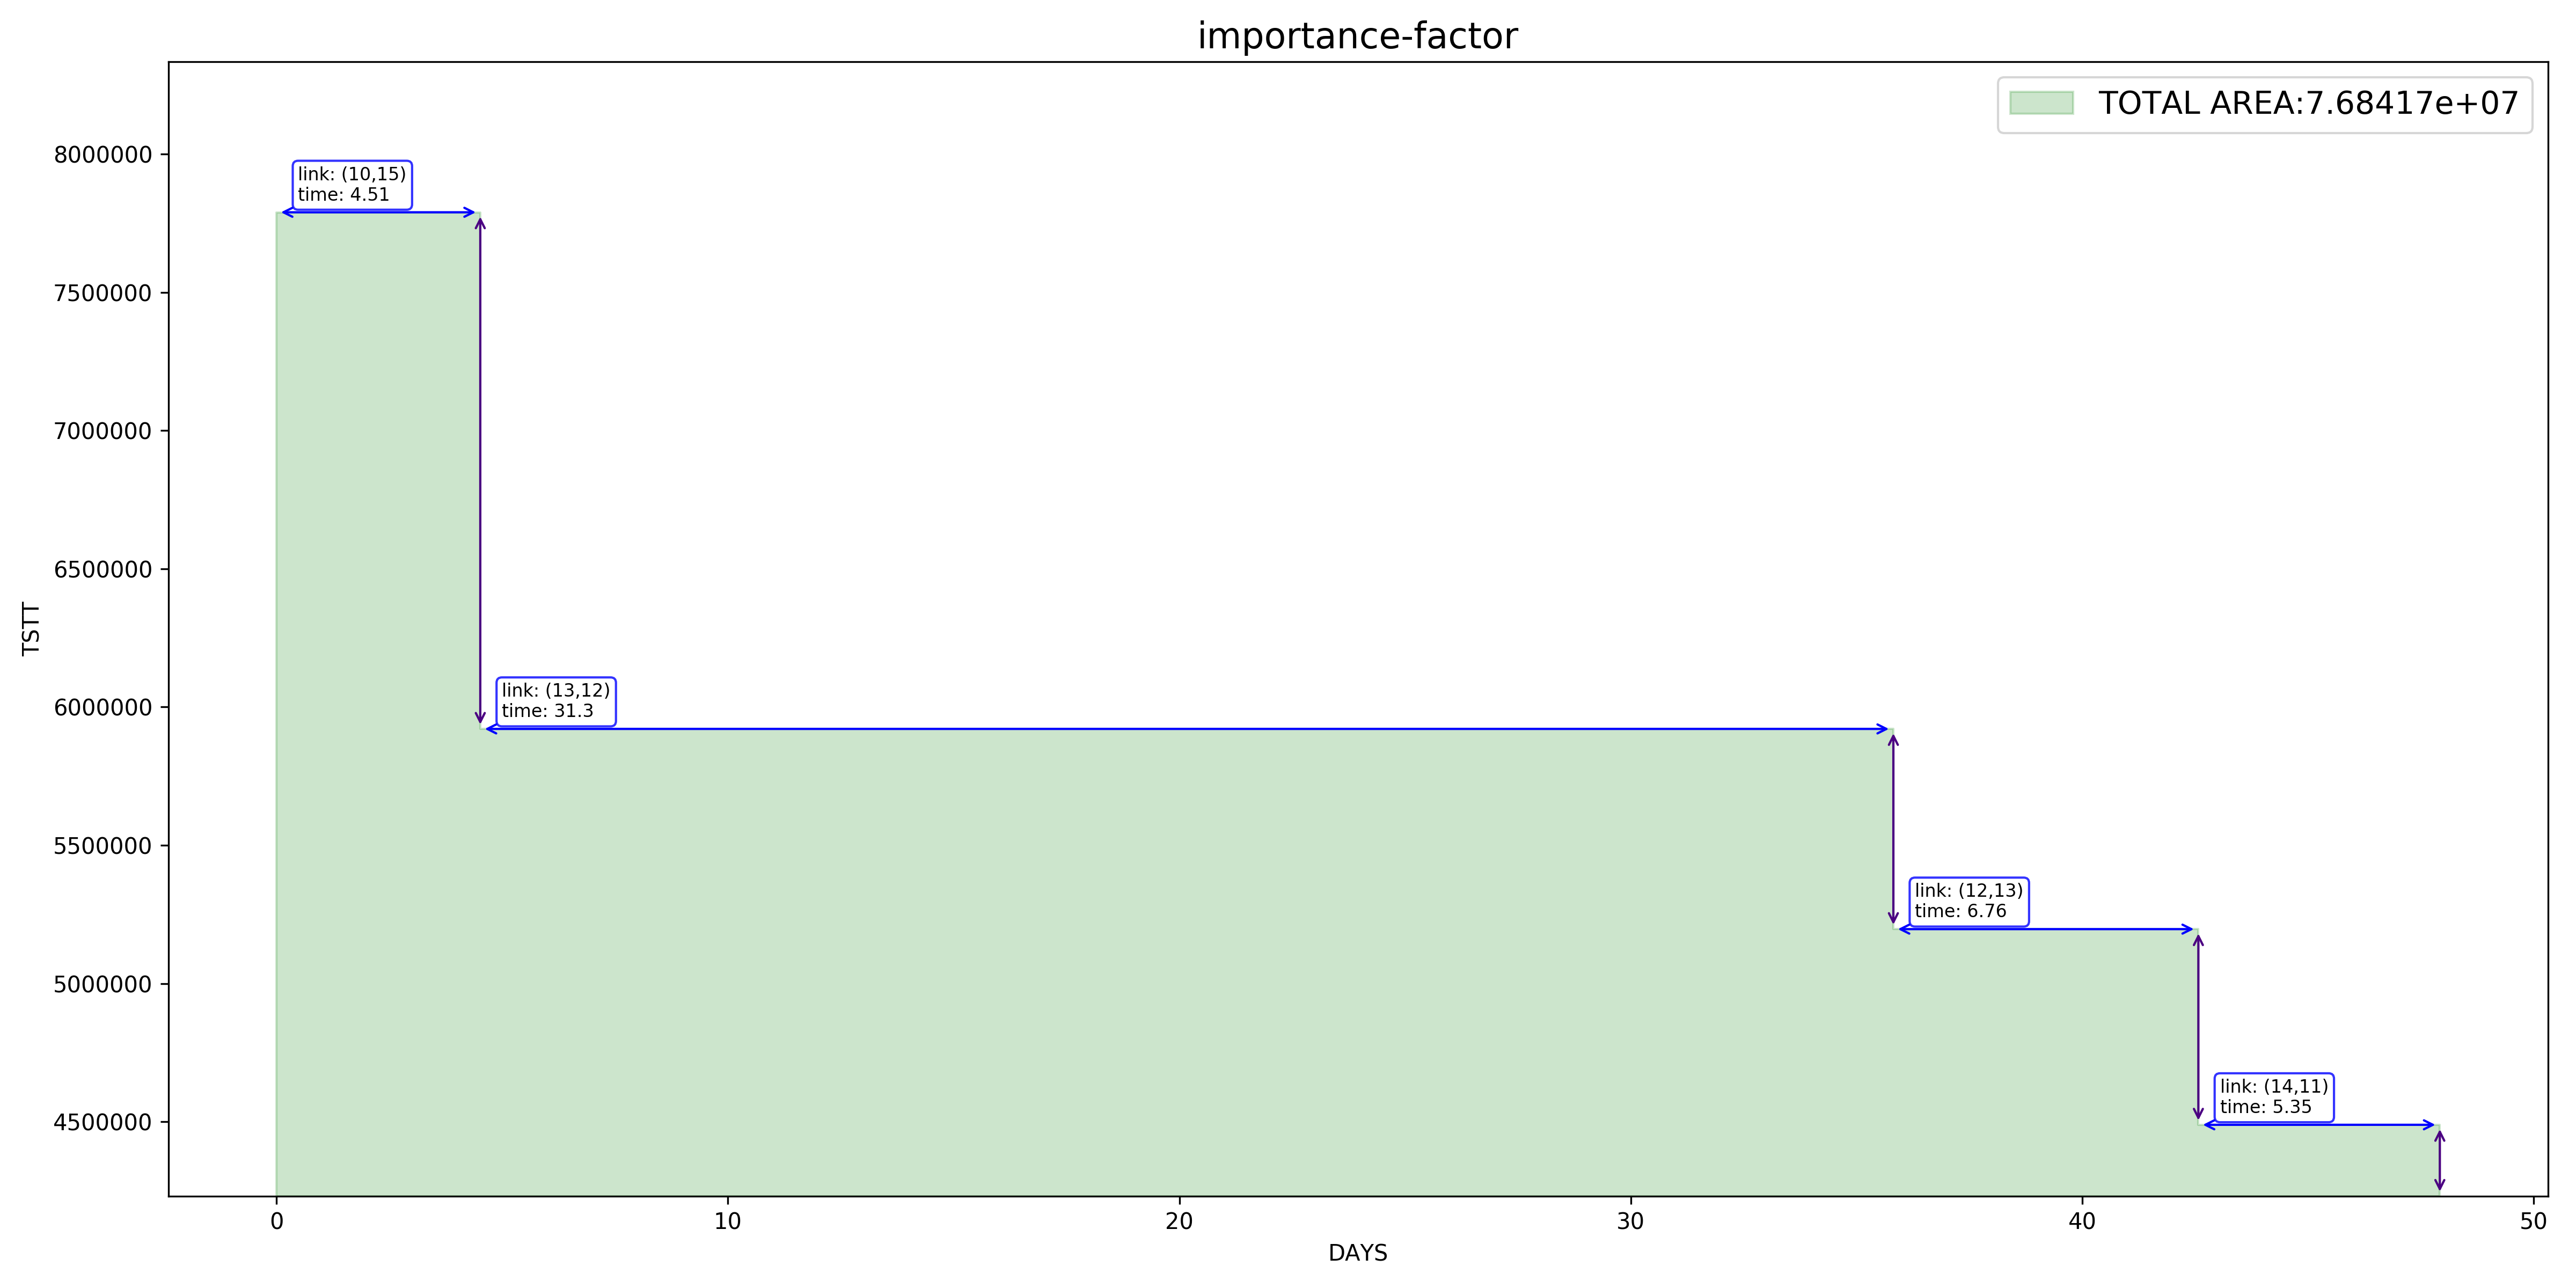 importance-factor
TOTAL AREA:7.68417e+07
8000000
7500000
7000000
6500000
6000000
5500000
5000000
4500000
TSTT
link: (10,15)
time: 4.51
link: (13,12)
time: 31.3
link: (12,13)
time: 6.76
link: (14,11)
time: 5.35
0
10
20
30
40
50
DAYS